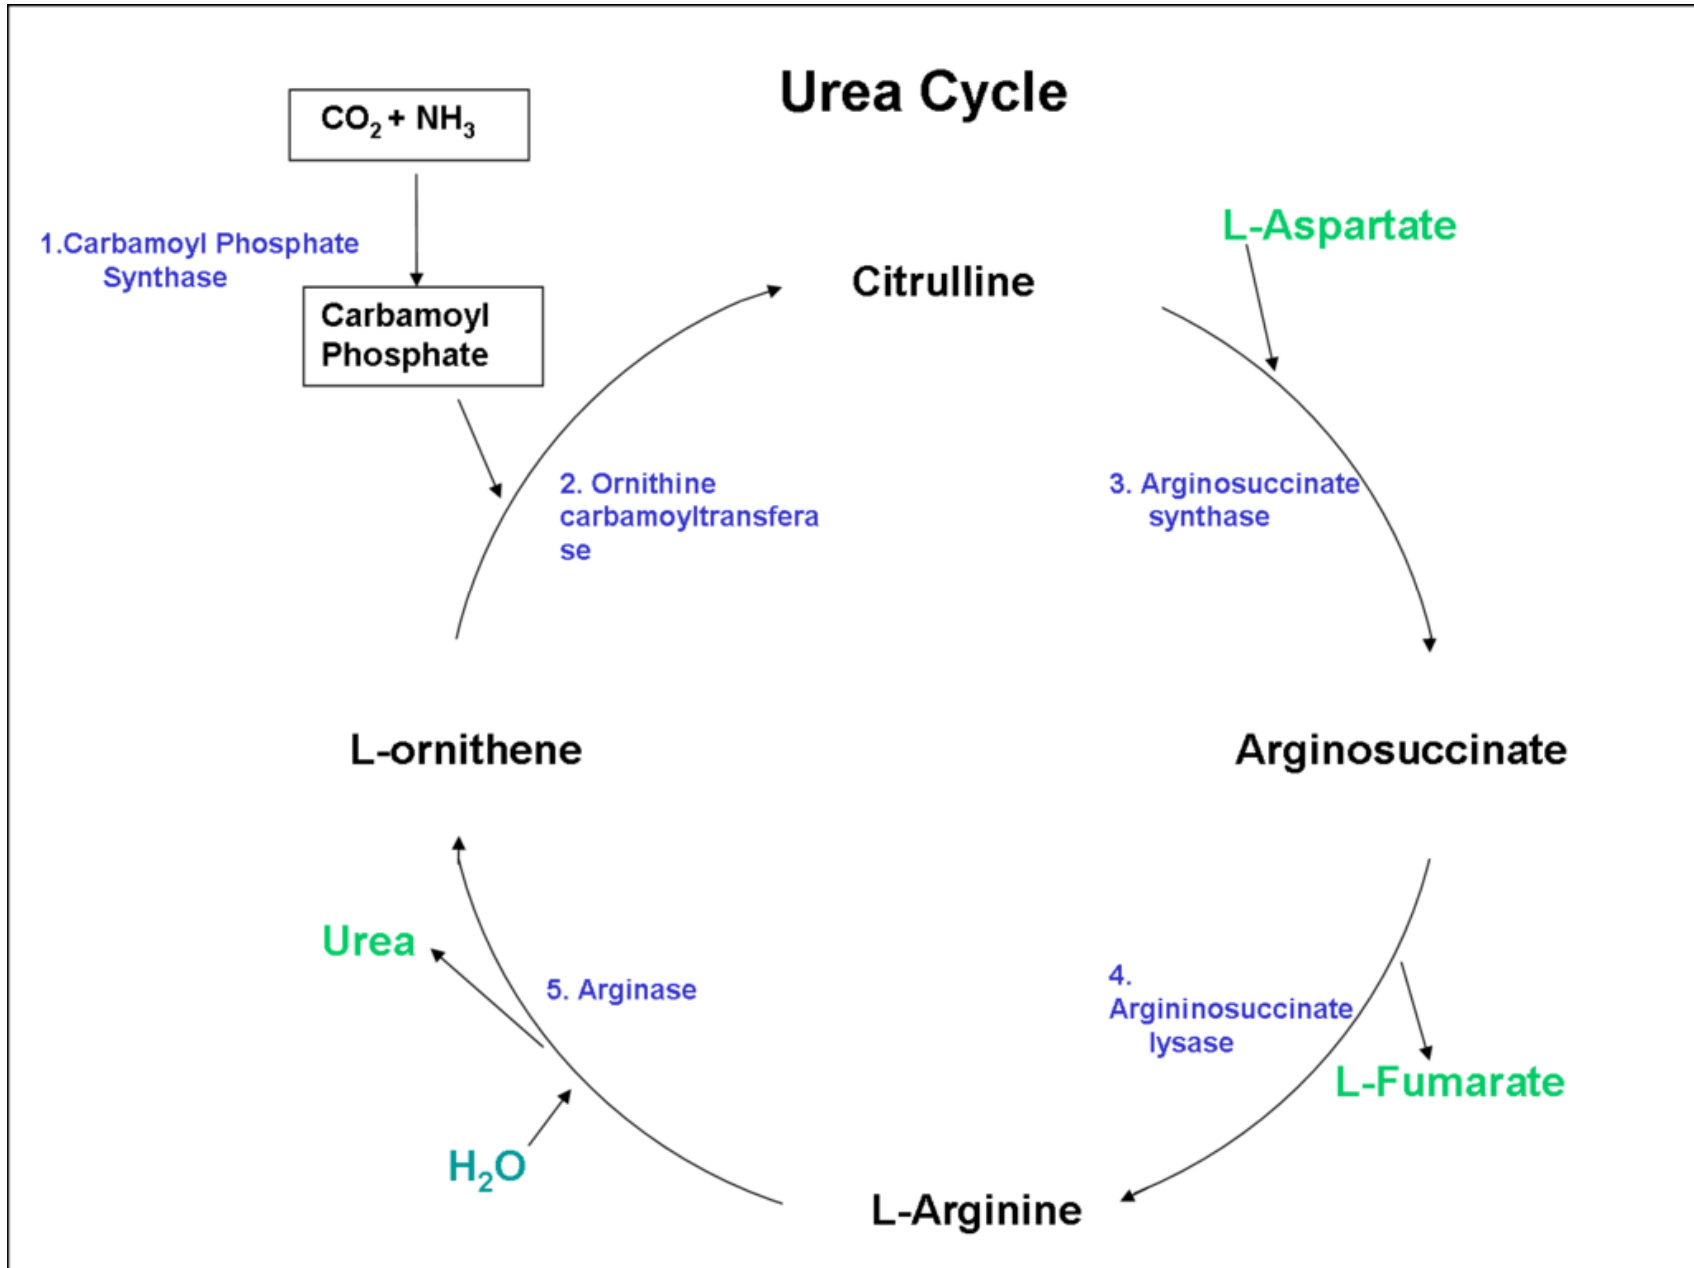 Urea Cycle
CO₂ + NH₃
1.Carbamoyl Phosphate
Synthase
Carbamoyl
Phosphate
L-Aspartate
Citrulline
2. Ornithine
carbamoyltransfera
se
3. Arginosuccinate
synthase
L-ornithene
Arginosuccinate
Urea
5. Arginase
4.
Argininosuccinate
lysase
L-Fumarate
H₂O
L-Arginine